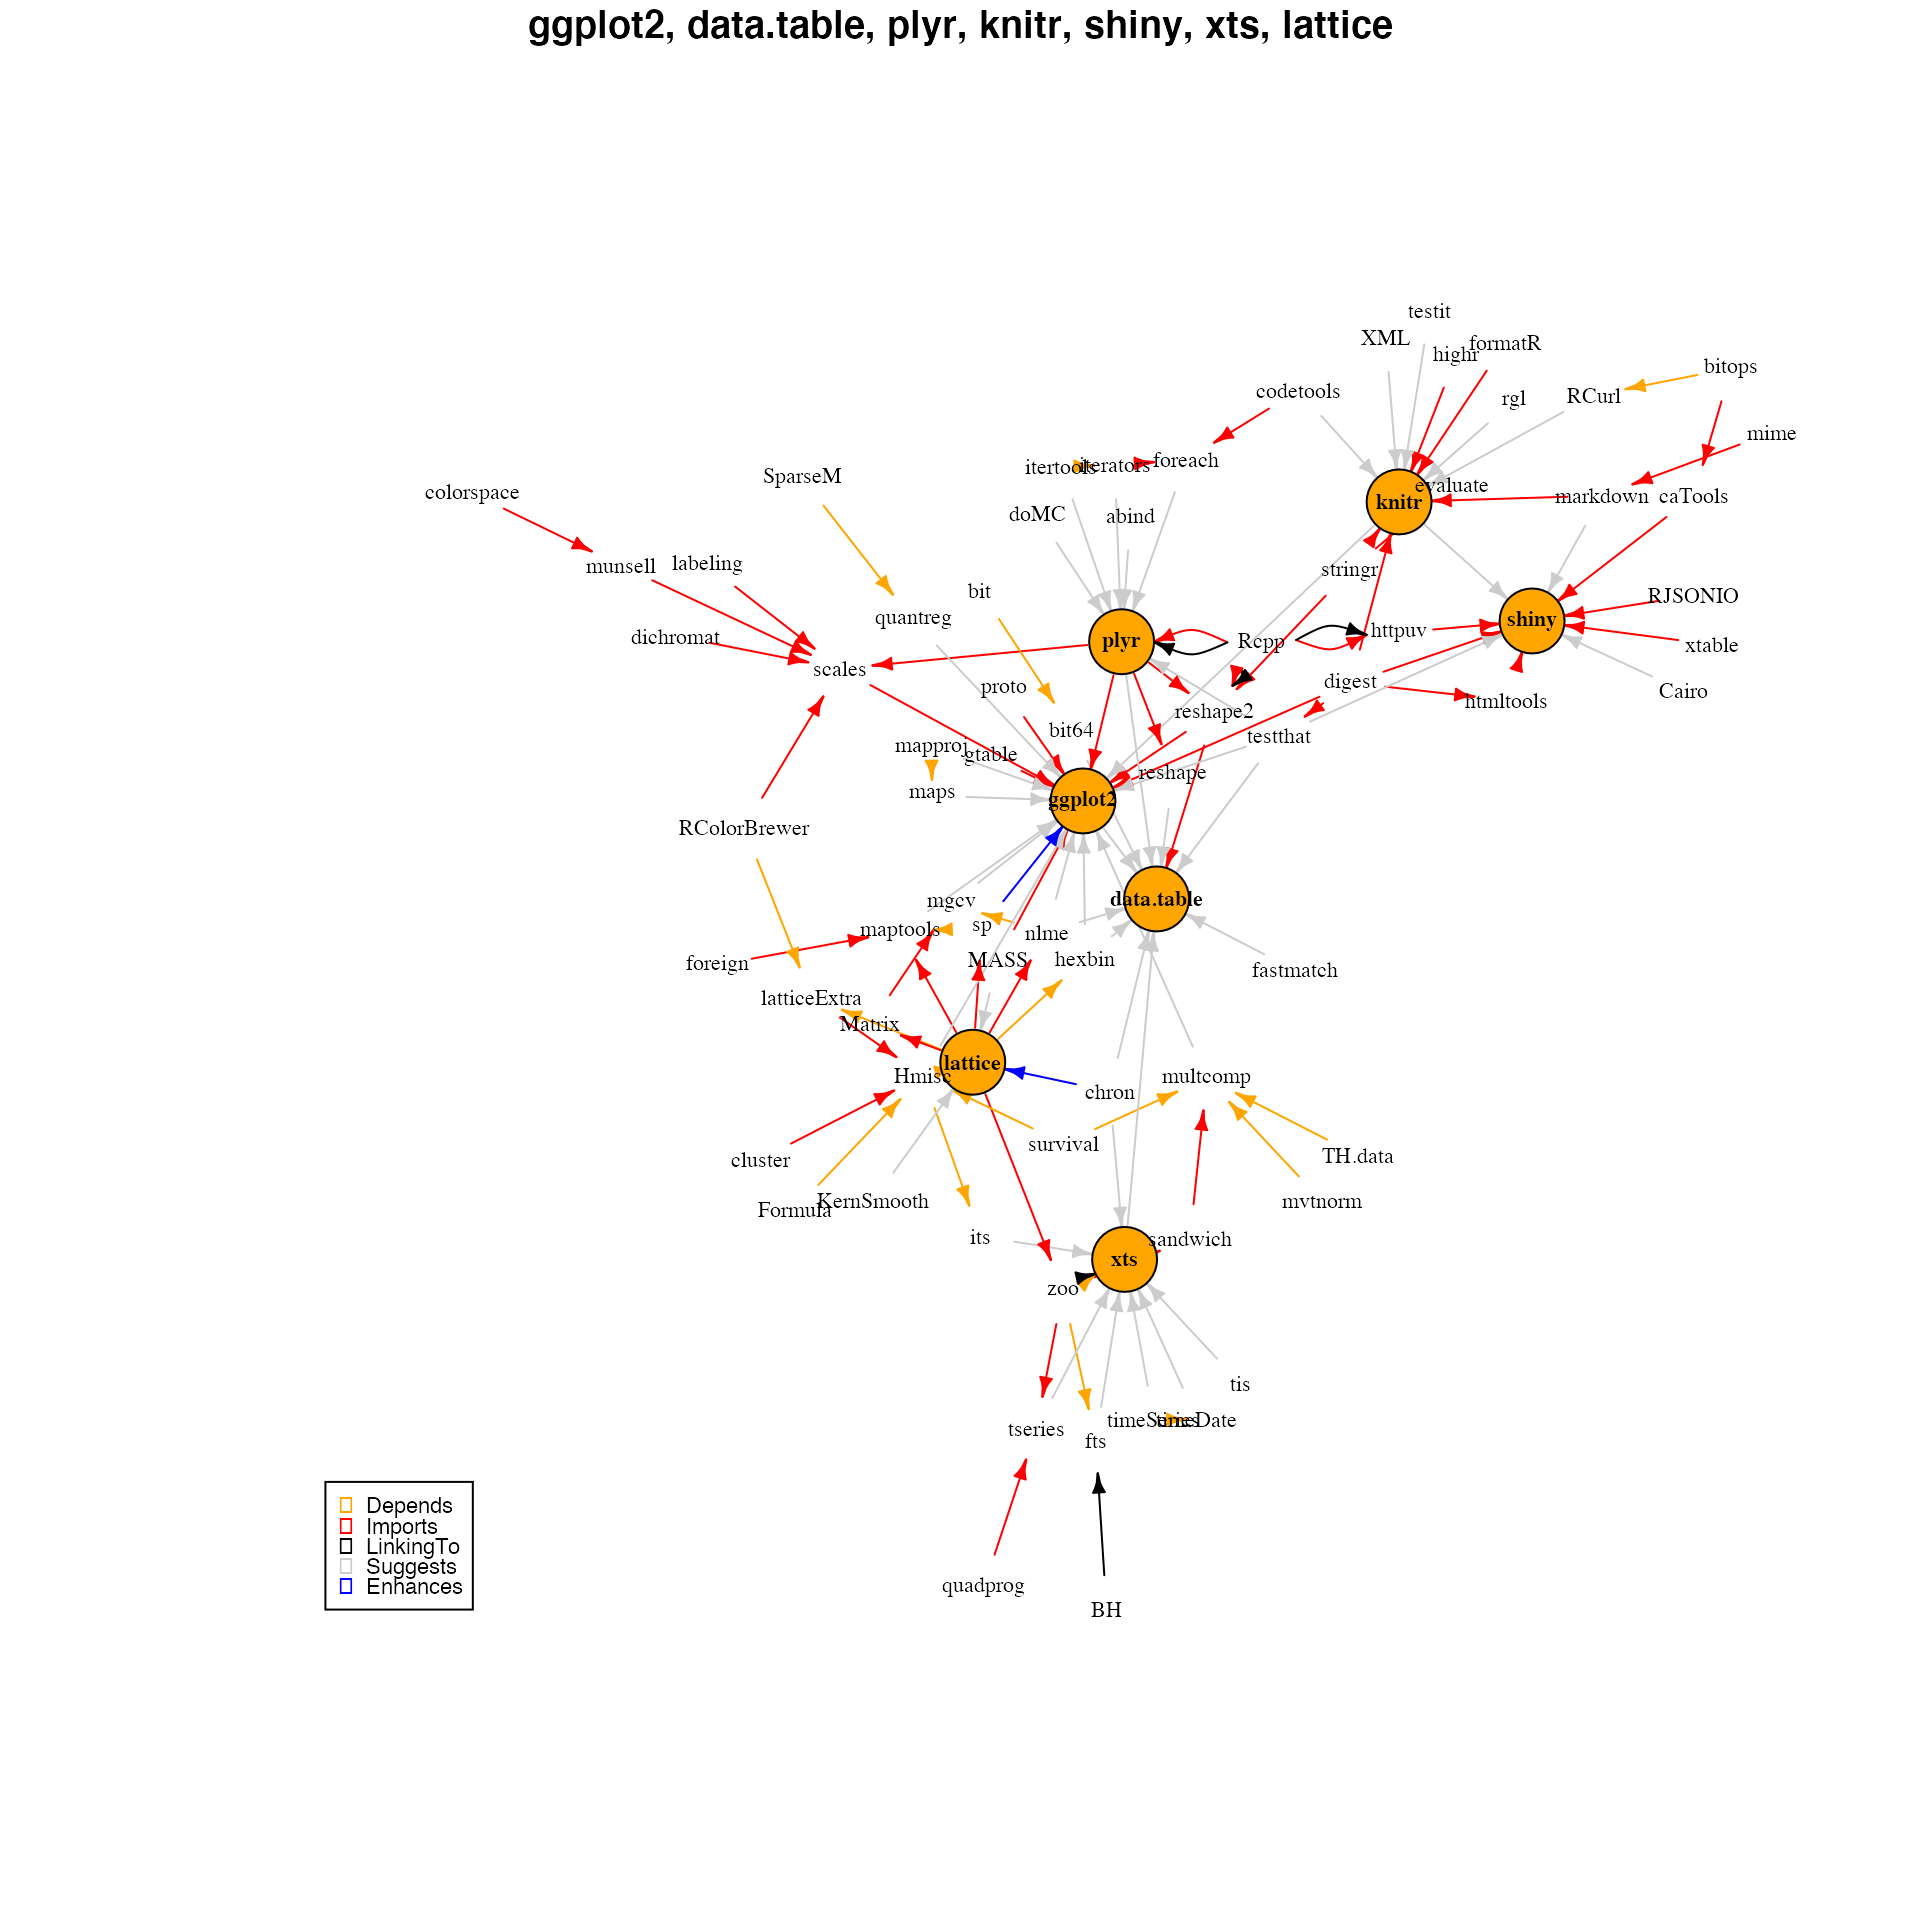 ggplot2, data.table, plyr, knitr, shiny, xts, lattice
testit
XML
formatR
highr
bitops
codetools
rgl
RCurl
mime
itertools
iterators
foreach
SparseM
evaluate
colorspace
knitr
markdown
caTools
doMC
abind
munsell
labeling
stringr
bit
RJSONIO
quantreg
shiny
dichromat
plyr
Rcpp
httpuv
xtable
scales
proto
digest
Cairo
htmltools
reshape2
bit64
testthat
mapproj
gtable
reshape
maps
ggplot2
RColorBrewer
mgcv
data.table
maptools
sp
nlme
foreign
MASS
hexbin
fastmatch
latticeExtra
Matrix
lattice
Hmisc
chron
multcomp
survival
cluster
TH.data
Formula
KernSmooth
mvtnorm
its
xts
sandwich
zoo
tis
timeSeries
timeDate
tseries
fts
quadprog
BH
Depends
Imports
LinkingTo
Suggests
Enhances